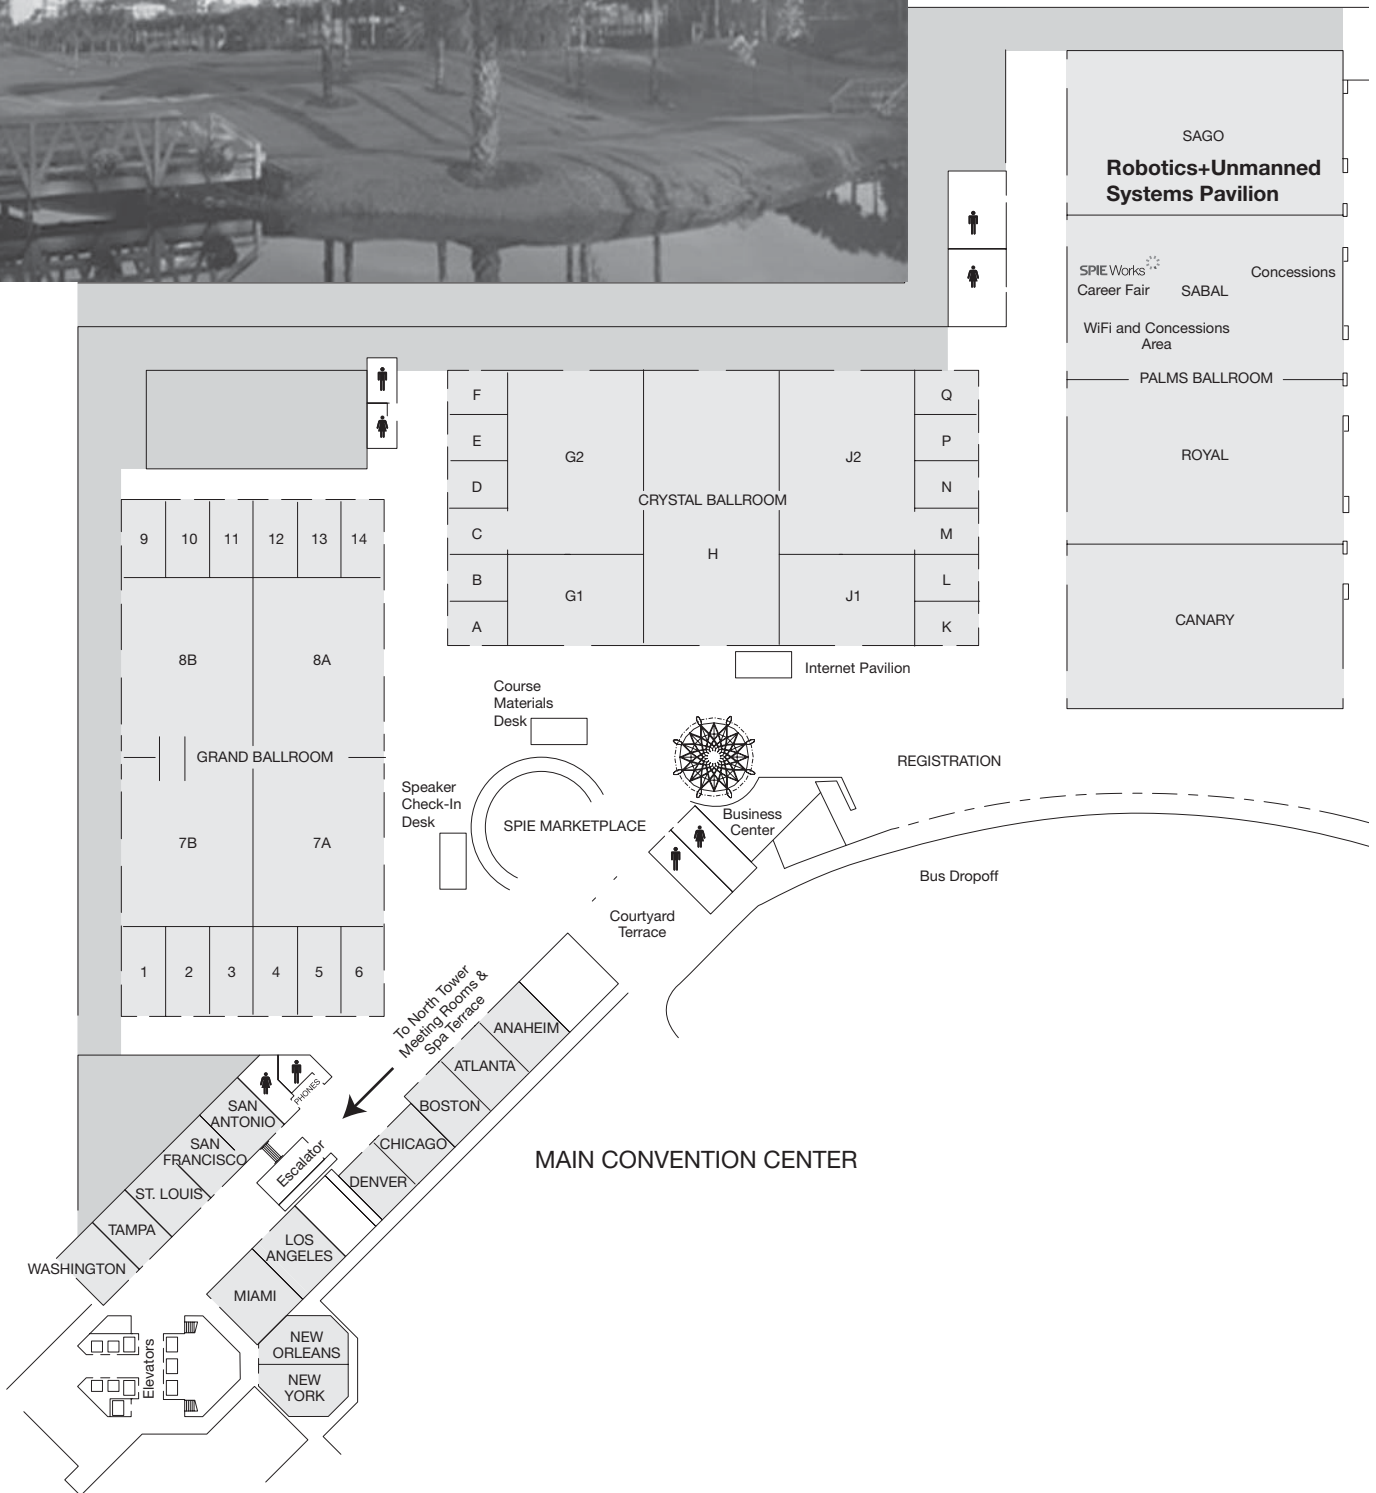 SAGO
Robotics+Unmanned
Systems Pavilion
SPIE Works
Career Fair
SABAL
Concessions
WiFi and Concessions
Area
PALMS BALLROOM
ROYAL
CANARY
F
E
D
C
B
A
G2
G1
CRYSTAL BALLROOM
H
J2
J1
Q
P
N
M
L
K
9 10 11 12 13 14
8B 8A
GRAND BALLROOM
7B 7A
1 2 3 4 5 6
Internet Pavilion
Course
Materials
Desk
Speaker
Check-In
Desk
SPIE MARKETPLACE
Business
Center
REGISTRATION
Bus Dropoff
Courtyard
Terrace
To North Tower
Meeting Rooms &
Spa Terrace
ANAHEIM
ATLANTA
BOSTON
CHICAGO
DENVER
PHONES
SAN
ANTONIO
SAN
FRANCISCO
ST. LOUIS
TAMPA
WASHINGTON
Escalator
MAIN CONVENTION CENTER
LOS
ANGELES
MIAMI
NEW
ORLEANS
NEW
YORK
Elevators